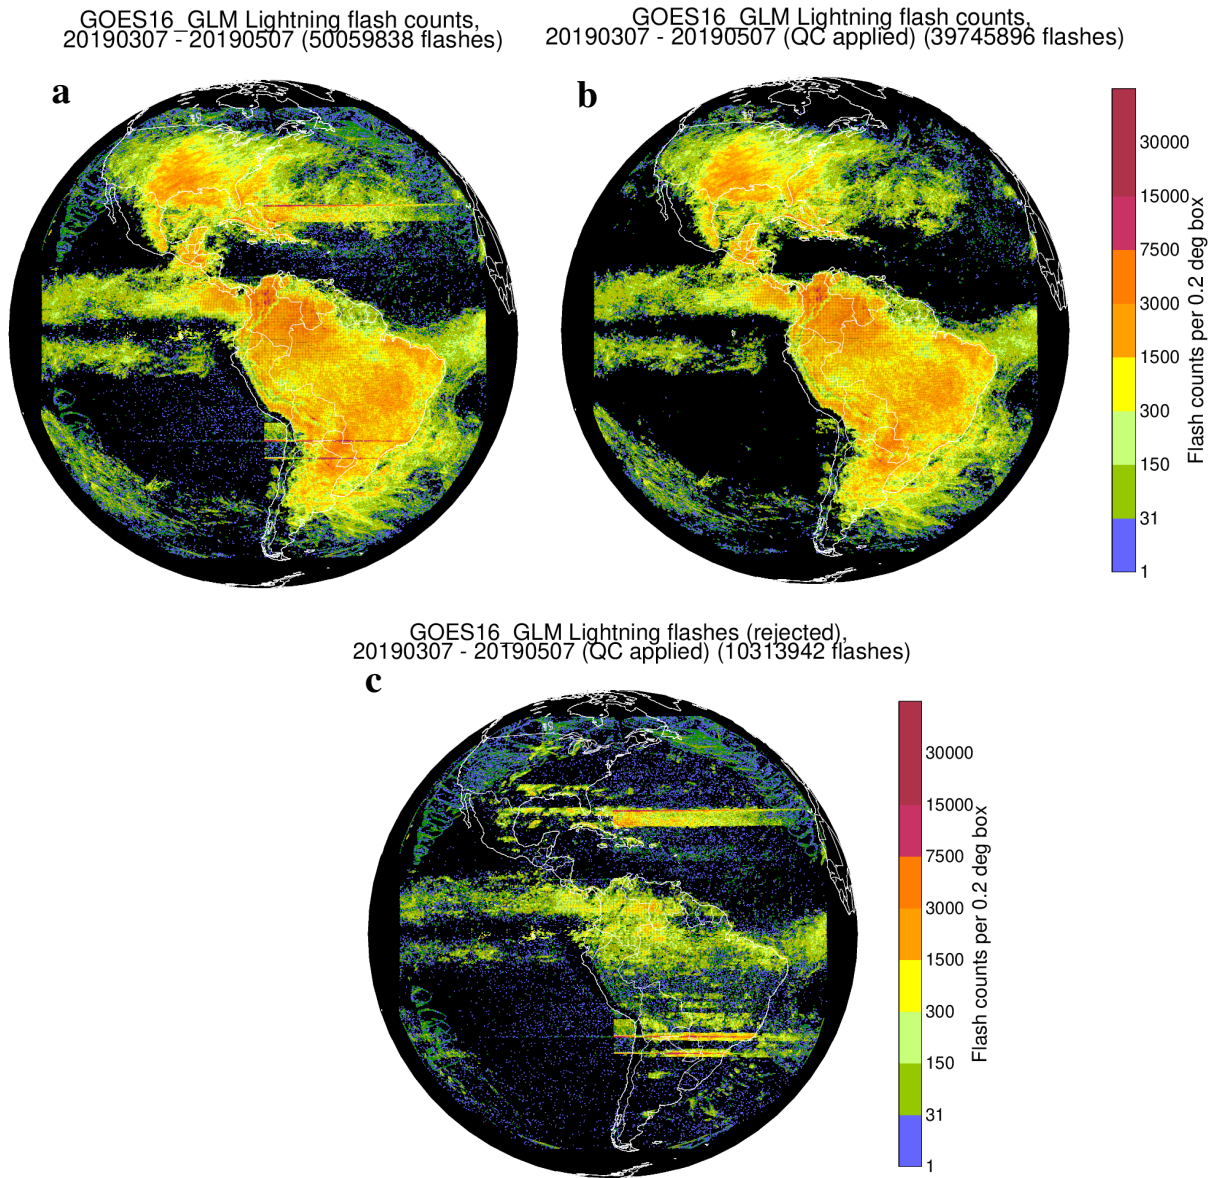 GOES16_GLM Lightning flash counts,
20190307 - 20190507 (50059838 flashes)
GOES16_GLM Lightning flash counts,
20190307 - 20190507 (QC applied) (39745896 flashes)
a
b
30000
15000
7500
3000
1500
300
150
31
1
Flash counts per 0.2 deg box
GOES16_GLM Lightning flashes (rejected),
20190307 - 20190507 (QC applied) (10313942 flashes)
c
30000
15000
7500
3000
1500
300
150
31
1
Flash counts per 0.2 deg box